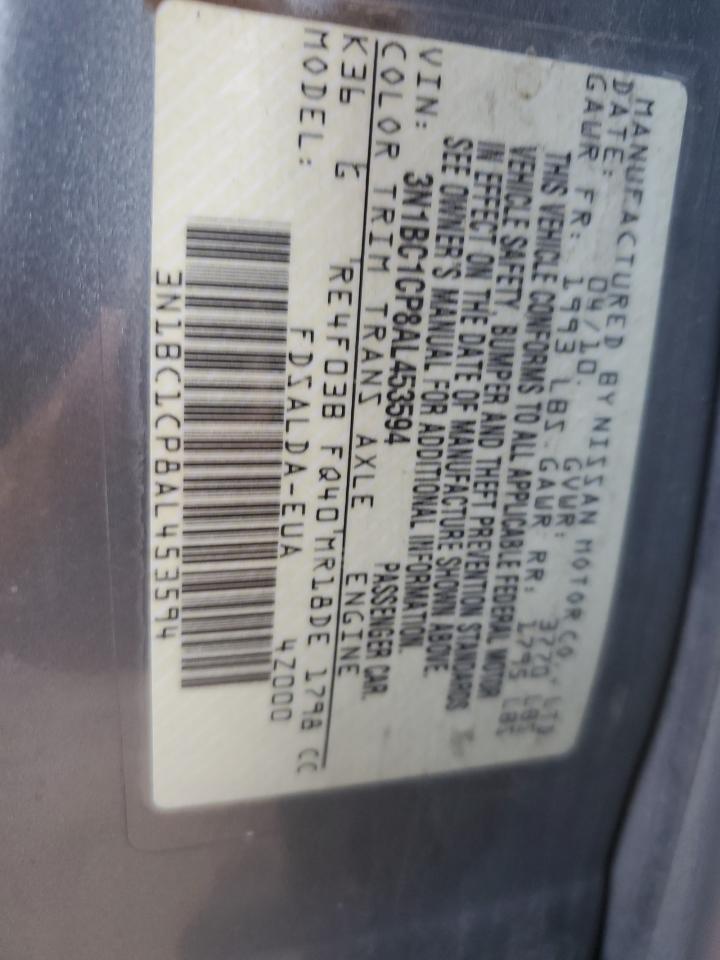 MANUFACTURED BY NISSAN MOTOR CO., LTD.
DATE: 04/10. GVWR: 3770 LBS
GAWR FR: 1993 LBS GAWR RR: 1795 LBS
THIS VEHICLE CONFORMS TO ALL APPLICABLE FEDERAL MOTOR
VEHICLE SAFETY, BUMPER AND THEFT PREVENTION STANDARDS
IN EFFECT ON THE DATE OF MANUFACTURE SHOWN ABOVE.
SEE OWNER'S MANUAL FOR ADDITIONAL INFORMATION.
VIN: 3N1BC1CP8AL453594 PASSENGER CAR.
COLOR TRIM TRANS AXLE ENGINE
K36 RE4F03B FQ40 MR18DE 1798 CC
MODEL: FDSALDA-EUA 4Z000
3N1BC1CP8AL453594